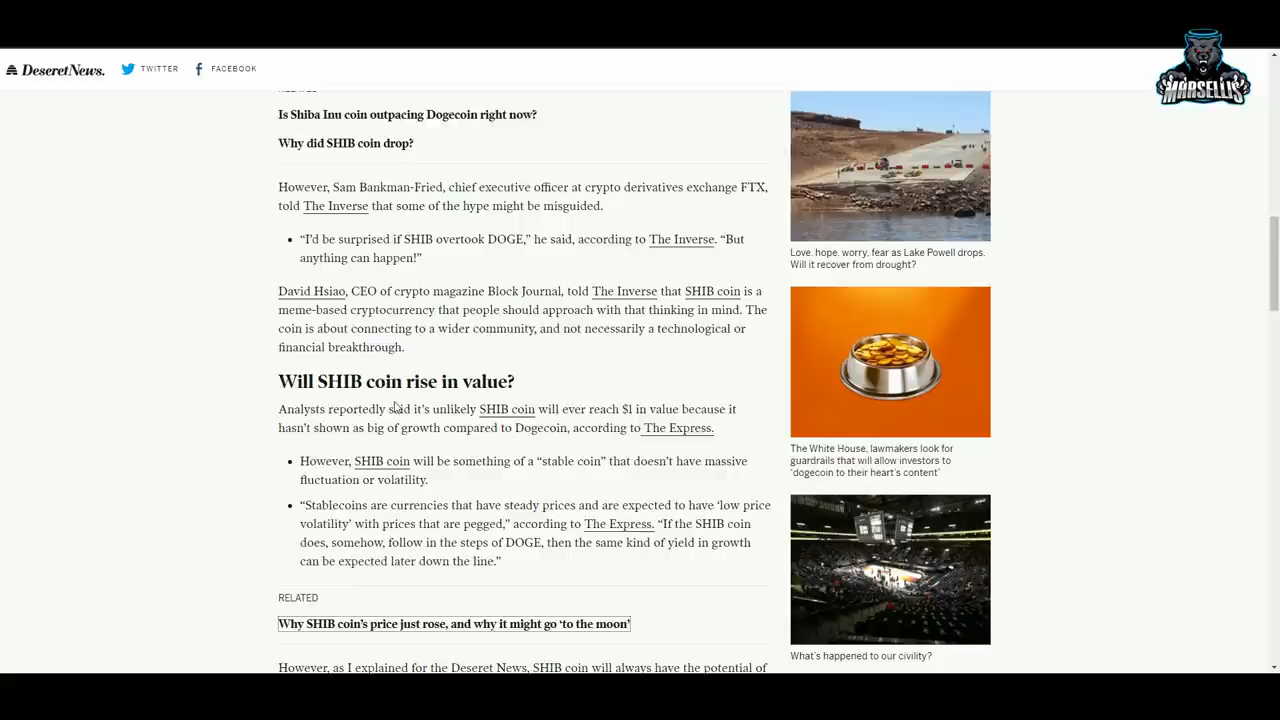 Deseret News.
TWITTER
FACEBOOK
MARSELLIS
Is Shiba Inu coin outpacing Dogecoin right now?
Why did SHIB coin drop?
However, Sam Bankman-Fried, chief executive officer at crypto derivatives exchange FTX,
told The Inverse that some of the hype might be misguided.
• “I’d be surprised if SHIB overtook DOGE,” he said, according to The Inverse. “But
anything can happen!”
David Hsiao, CEO of crypto magazine Block Journal, told The Inverse that SHIB coin is a
meme-based cryptocurrency that people should approach with that thinking in mind. The
coin is about connecting to a wider community, and not necessarily a technological or
financial breakthrough.
Will SHIB coin rise in value?
Analysts reportedly said it’s unlikely SHIB coin will ever reach $1 in value because it
hasn’t shown as big of growth compared to Dogecoin, according to The Express.
• However, SHIB coin will be something of a “stable coin” that doesn’t have massive
fluctuation or volatility.
• “Stablecoins are currencies that have steady prices and are expected to have ‘low price
volatility’ with prices that are pegged,” according to The Express. “If the SHIB coin
does, somehow, follow in the steps of DOGE, then the same kind of yield in growth
can be expected later down the line.”
RELATED
Why SHIB coin’s price just rose, and why it might go ‘to the moon’
However, as I explained for the Deseret News, SHIB coin will always have the potential of
Love, hope, worry, fear as Lake Powell drops.
Will it recover from drought?
The White House, lawmakers look for
guardrails that will allow investors to
‘dogecoin to their heart’s content’
What’s happened to our civility?